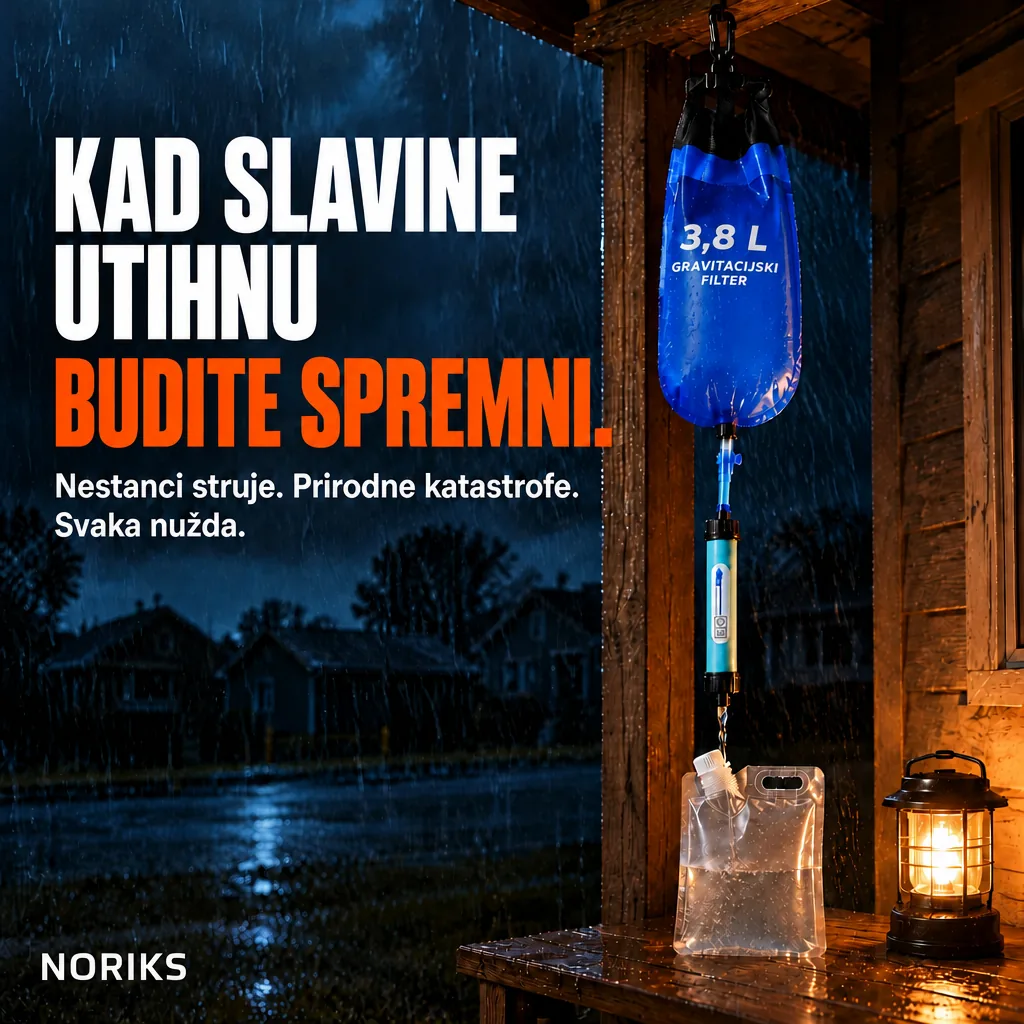 KAD SLAVINE
UTIHNU
BUDITE SPREMNI.
Nestanci struje. Prirodne katastrofe.
Svaka nužda.
3,8 L
GRAVITACIJSKI
FILTER
NORIKS